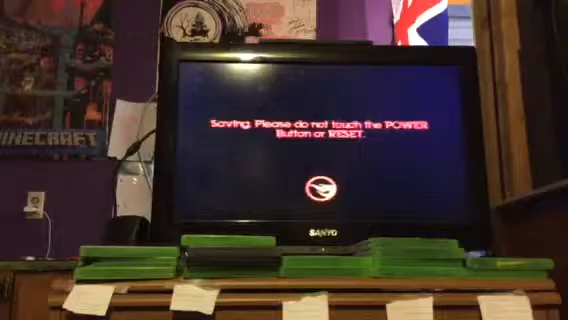 Saving. Please do not touch the POWER
Button or RESET.
SANYO
MINECRAFT